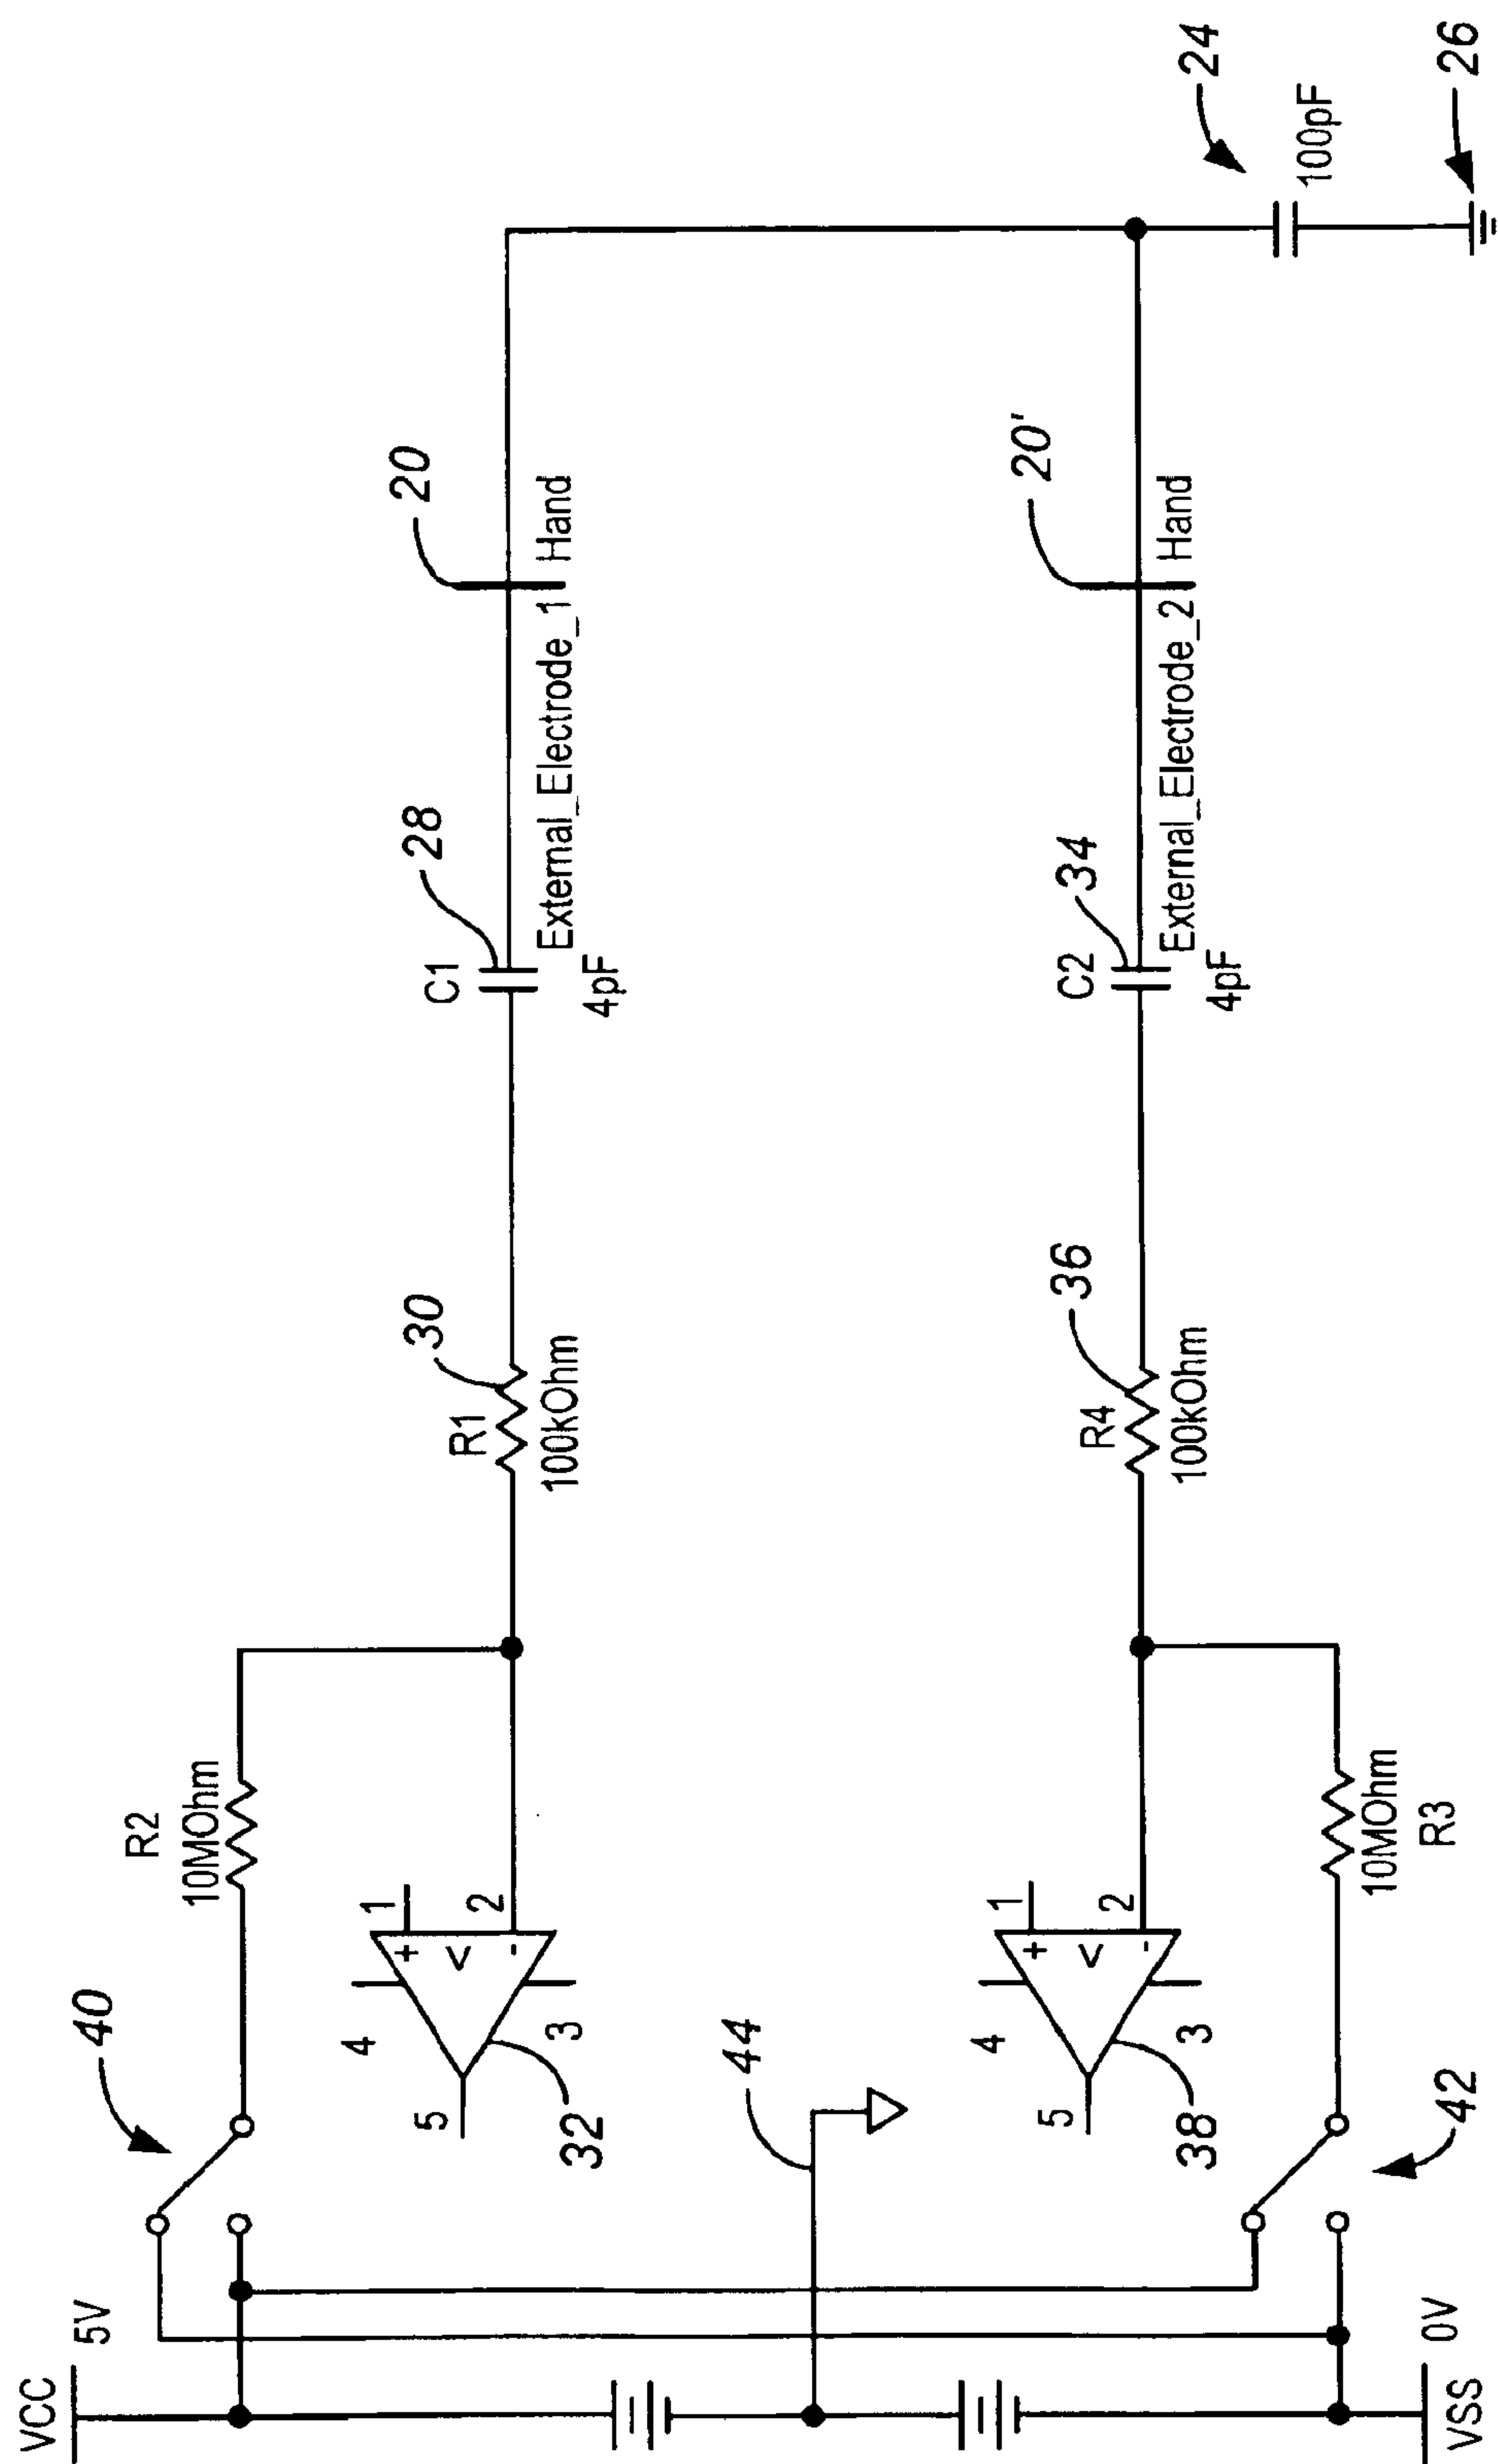 VCC
5V
40
R2
10MOhm
4
1
5
2
3
32
R1
30
100kOhm
C1
28
4pF
External_Electrode_1
20
Hand
44
4
1
5
2
3
38
R4
36
100kOhm
C2
34
4pF
External_Electrode_2
20'
Hand
24
100pF
26
10MOhm
R3
42
0V
VSS